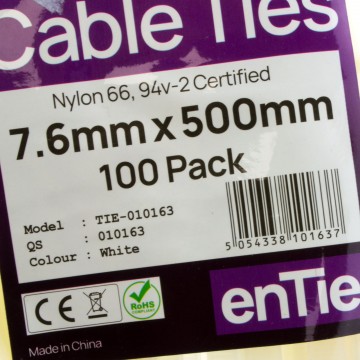 Cable Ties
Nylon 66, 94v-2 Certified
7.6mm x 500mm
100 Pack
Model : TIE-010163
QS : 010163
Colour : White
5 054338 101637
CE
RoHS
COMPLIANT
enTie
Made in China